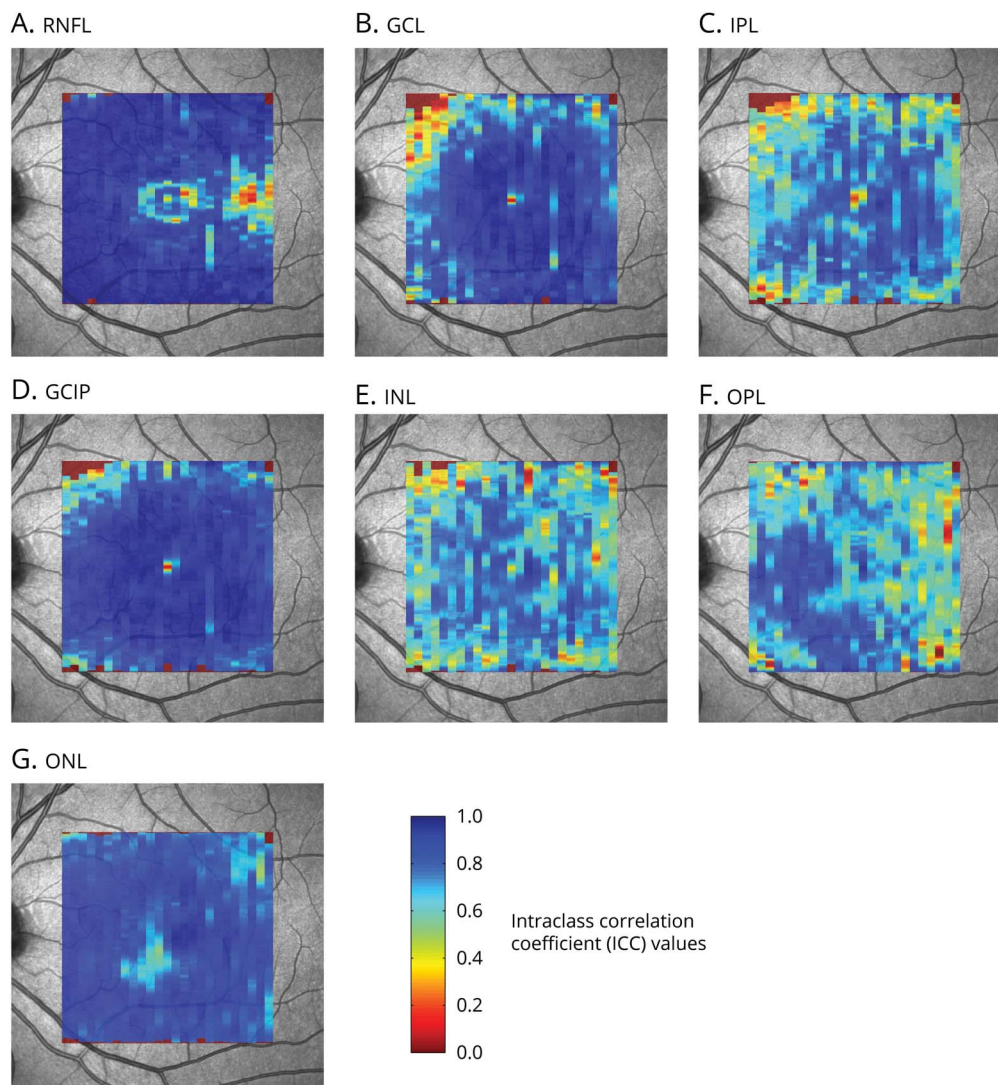 A. RNFL
B. GCL
C. IPL
D. GCIP
E. INL
F. OPL
G. ONL
1.0
0.8
0.6
0.4
0.2
0.0
Intraclass correlation
coefficient (ICC) values